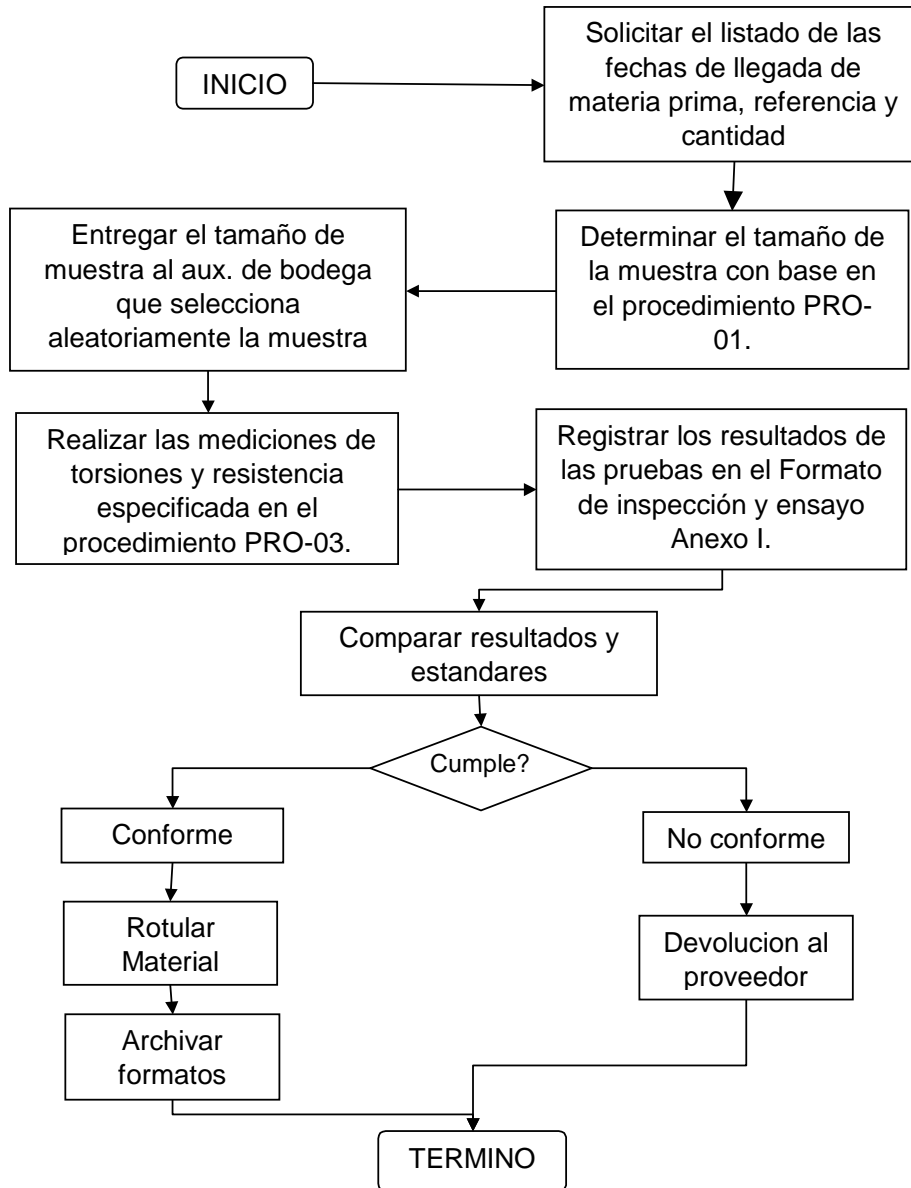 INICIO
Solicitar el listado de las
fechas de llegada de
materia prima, referencia y
cantidad
Determinar el tamaño de
la muestra con base en
el procedimiento PRO-
01.
Entregar el tamaño de
muestra al aux. de bodega
que selecciona
aleatoriamente la muestra
Realizar las mediciones de
torsiones y resistencia
especificada en el
procedimiento PRO-03.
Registrar los resultados de
las pruebas en el Formato
de inspección y ensayo
Anexo I.
Comparar resultados y
estandares
Cumple?
Conforme
Rotular
Material
Archivar
formatos
No conforme
Devolucion al
proveedor
TERMINO